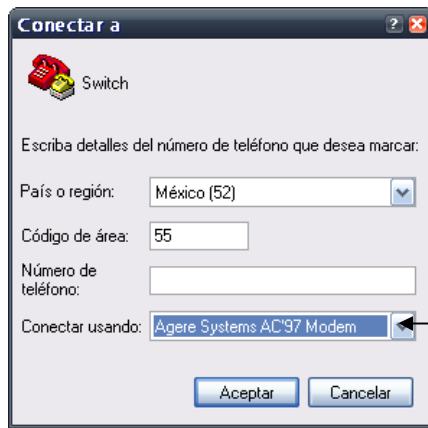 Conectar a
Switch
Escriba detalles del número de teléfono que desea marcar:
País o región: México (52)
Código de área: 55
Número de
teléfono:
Conectar usando: Agere Systems AC'97 Modem
Aceptar Cancelar